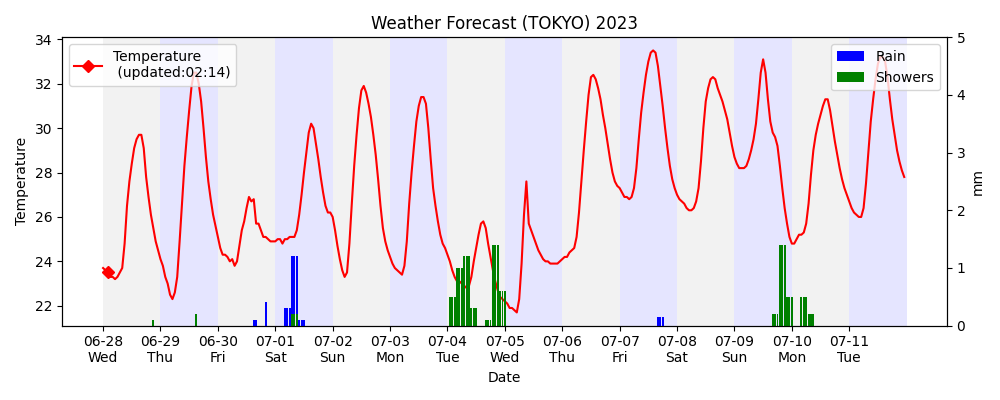 Weather Forecast (TOKYO) 2023
Temperature
(updated:02:14)
Rain
Showers
34
32
30
28
26
24
22
Temperature
5
4
3
2
1
0
mm
06-28 06-29 06-30 07-01 07-02 07-03 07-04 07-05 07-06 07-07 07-08 07-09 07-10 07-11
Wed Thu Fri Sat Sun Mon Tue Wed Thu Fri Sat Sun Mon Tue
Date